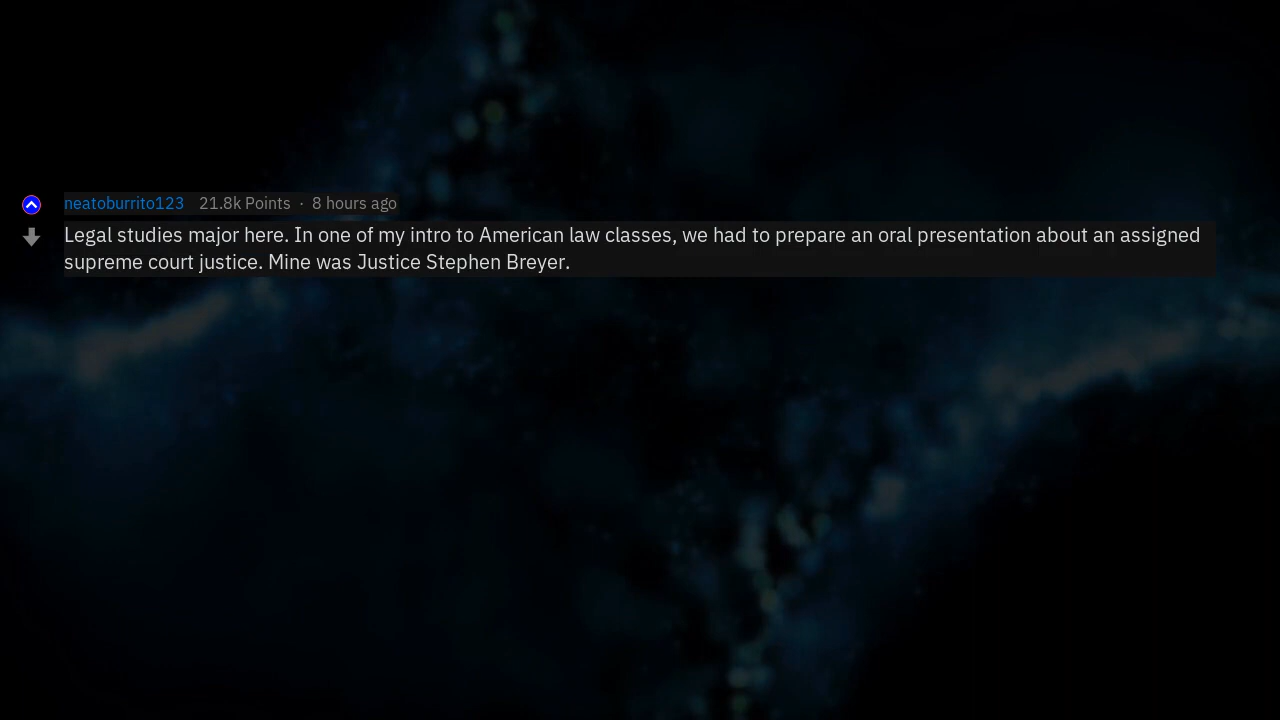 neatoburrito123 21.8k Points · 8 hours ago
Legal studies major here. In one of my intro to American law classes, we had to prepare an oral presentation about an assigned
supreme court justice. Mine was Justice Stephen Breyer.